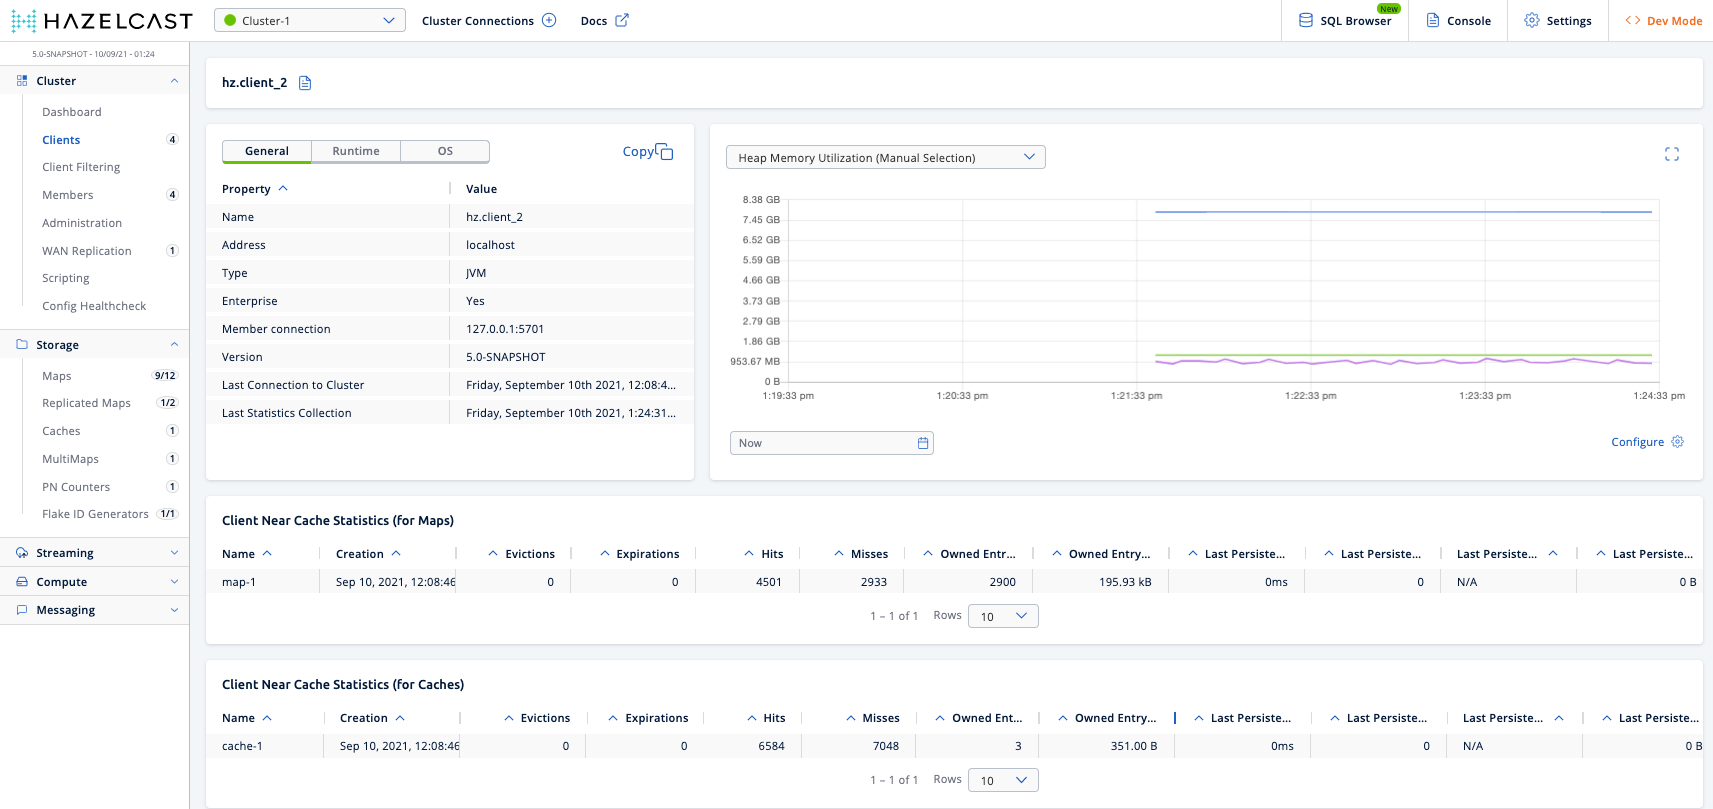 HAZELCAST
Cluster-1
Cluster Connections
Docs
New
SQL Browser
Console
Settings
Dev Mode
5.0-SNAPSHOT - 10/09/21 - 01:24
Cluster
Dashboard
Clients 4
Client Filtering
Members 4
Administration
WAN Replication 1
Scripting
Config Healthcheck
Storage
Maps 9/12
Replicated Maps 1/2
Caches 1
MultiMaps 1
PN Counters 1
Flake ID Generators 1/1
Streaming
Compute
Messaging
hz.client_2
General Runtime OS Copy
Property Value
Name hz.client_2
Address localhost
Type JVM
Enterprise Yes
Member connection 127.0.0.1:5701
Version 5.0-SNAPSHOT
Last Connection to Cluster Friday, September 10th 2021, 12:08:4...
Last Statistics Collection Friday, September 10th 2021, 1:24:31...
Heap Memory Utilization (Manual Selection)
8.38 GB
7.45 GB
6.52 GB
5.59 GB
4.66 GB
3.73 GB
2.79 GB
1.86 GB
953.67 MB
0 B
1:19:33 pm 1:20:33 pm 1:21:33 pm 1:22:33 pm 1:23:33 pm 1:24:33 pm
Now Configure
Client Near Cache Statistics (for Maps)
Name Creation Evictions Expirations Hits Misses Owned Entr... Owned Entry... Last Persiste... Last Persiste... Last Persiste... Last Persiste...
map-1 Sep 10, 2021, 12:08:46 0 0 4501 2933 2900 195.93 kB 0ms 0 N/A 0 B
1 – 1 of 1 Rows 10
Client Near Cache Statistics (for Caches)
Name Creation Evictions Expirations Hits Misses Owned Ent... Owned Entry... Last Persiste... Last Persiste... Last Persiste... Last Persiste...
cache-1 Sep 10, 2021, 12:08:46 0 0 6584 7048 3 351.00 B 0ms 0 N/A 0 B
1 – 1 of 1 Rows 10